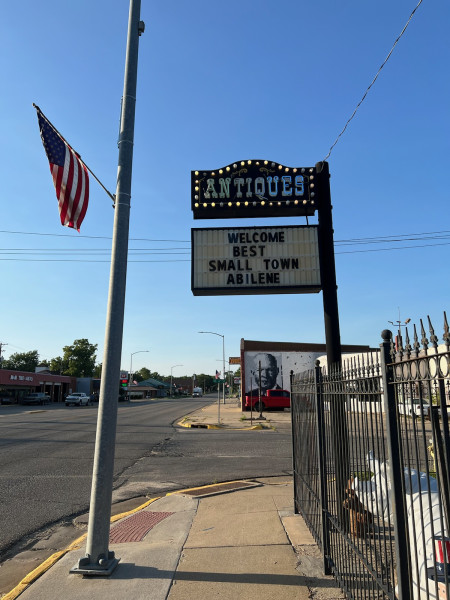 ANTIQUES
WELCOME
BEST
SMALL TOWN
ABILENE